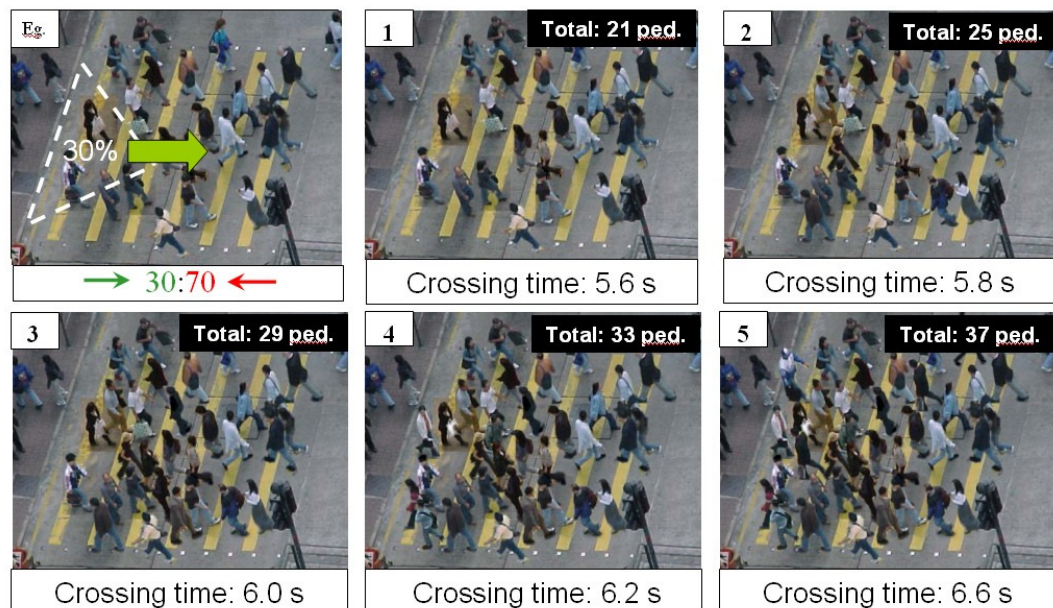 Eg.
30%
30:70
1
Total: 21 ped.
Crossing time: 5.6 s
2
Total: 25 ped.
Crossing time: 5.8 s
3
Total: 29 ped.
Crossing time: 6.0 s
4
Total: 33 ped.
Crossing time: 6.2 s
5
Total: 37 ped.
Crossing time: 6.6 s